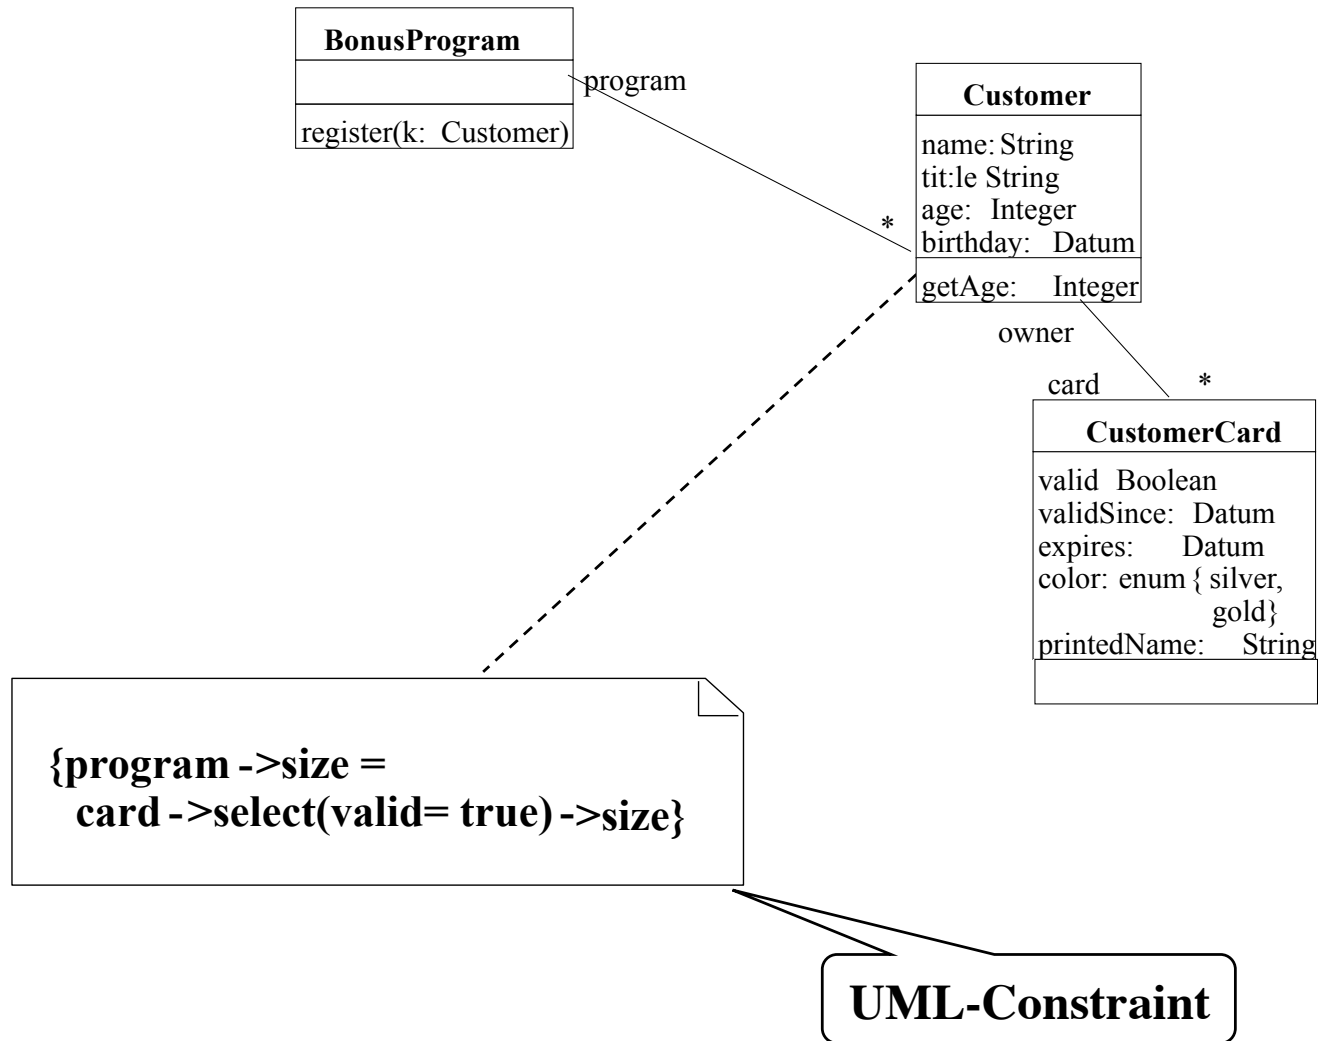 BonusProgram
program
register(k: Customer)
Customer
name: String
tit:le String
age: Integer
birthday: Datum
*
getAge: Integer
owner
card
*
CustomerCard
valid Boolean
validSince: Datum
expires: Datum
color: enum { silver,
gold}
printedName: String
{program ->size =
card ->select(valid= true) ->size}
UML-Constraint